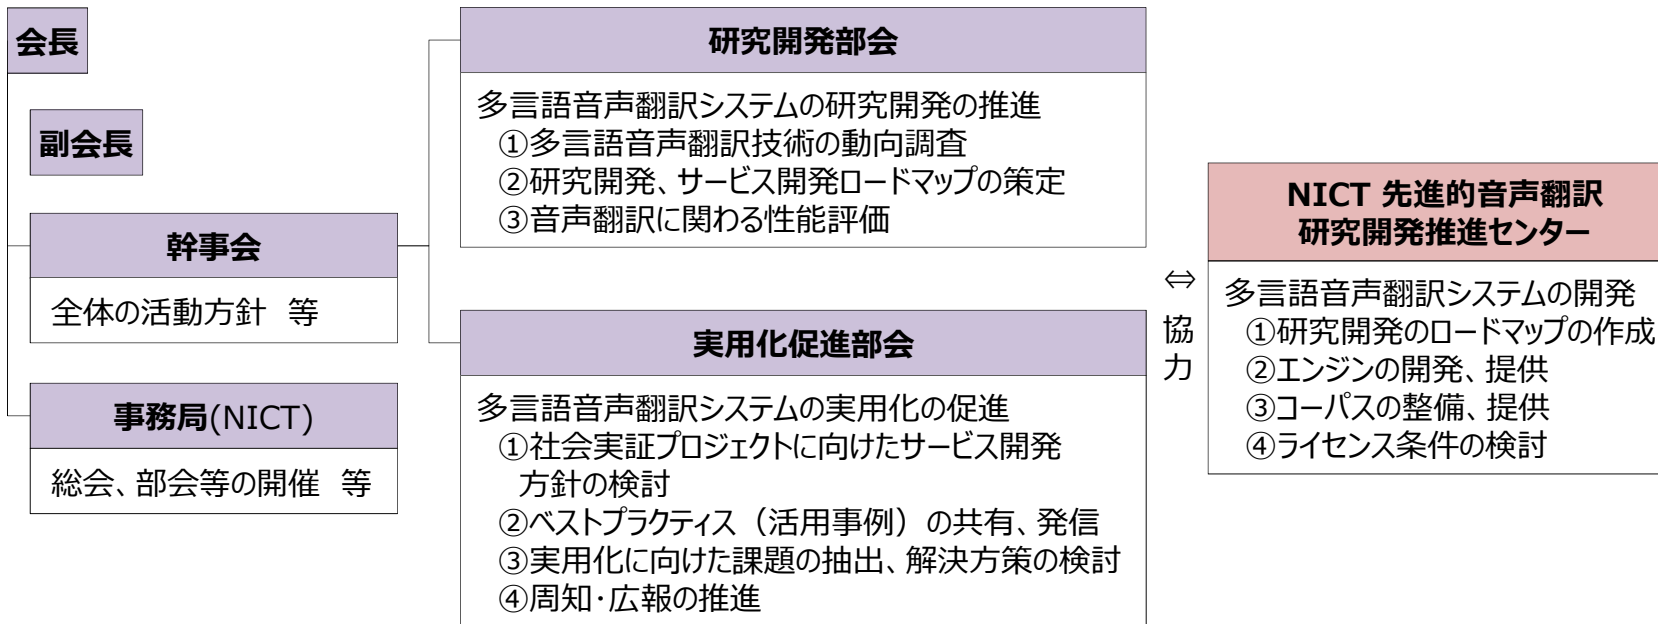 会長
副会長
幹事会
全体の活動方針　等
事務局(NICT)
総会、部会等の開催　等
研究開発部会
多言語音声翻訳システムの研究開発の推進
①多言語音声翻訳技術の動向調査
②研究開発、サービス開発ロードマップの策定
③音声翻訳に関わる性能評価
実用化促進部会
多言語音声翻訳システムの実用化の促進
①社会実証プロジェクトに向けたサービス開発
方針の検討
②ベストプラクティス（活用事例）の共有、発信
③実用化に向けた課題の抽出、解決方策の検討
④周知・広報の推進
⇔
協
力
NICT 先進的音声翻訳
研究開発推進センター
多言語音声翻訳システムの開発
①研究開発のロードマップの作成
②エンジンの開発、提供
③コーパスの整備、提供
④ライセンス条件の検討